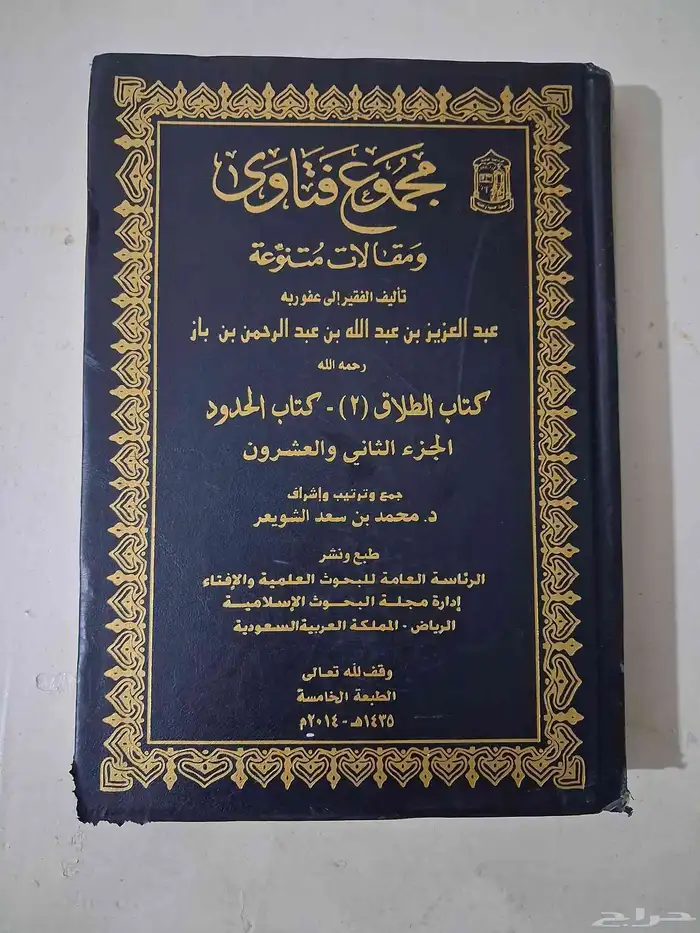 مجموع فتاوى
ومقالات متنوعة
تأليف الفقير إلى عفو ربه
عبد العزيز بن عبد الله بن عبد الرحمن بن باز
رحمه الله
كتاب الطلاق (٢) - كتاب الحدود
الجزء الثاني والعشرون
جمع وترتيب وإشراف
د. محمد بن سعد الشويعر
طبع ونشر
الرئاسة العامة للبحوث العلمية والإفتاء
إدارة مجلة البحوث الإسلامية
الرياض - المملكة العربية السعودية
وقف لله تعالى
الطبعة الخامسة
١٤٣٥هـ - ٢٠١٤م
حراج